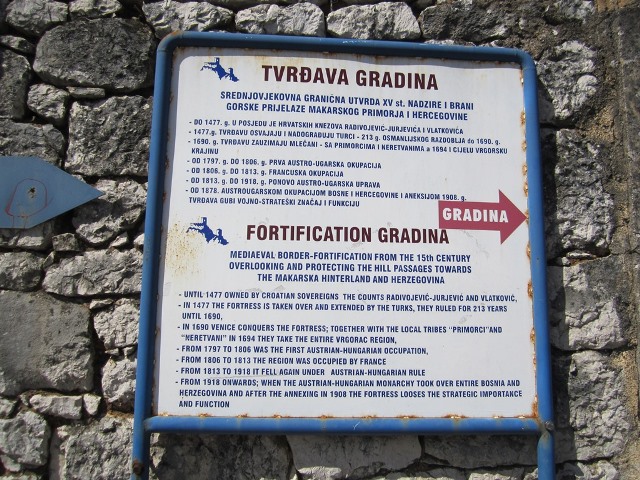 TVRĐAVA GRADINA
SREDNJOVJEKOVNA GRANIČNA UTVRDA XV st. NADZIRE I BRANI
GORSKE PRIJELAZE MAKARSKOG PRIMORJA I HERCEGOVINE
- DO 1477. g. U POSJEDU JE HRVATSKIH KNEZOVA RADIVOJEVIĆ-JURJEVIĆA I VLATKOVIĆA
- 1477.g. TVRĐAVU OSVAJAJU I NADOGRAĐUJU TURCI - 213 g. OSMANLIJSKOG RAZDOBLJA do 1690. g.
- 1690. g. TVRĐAVU ZAUZIMAJU MLEČANI - SA PRIMORCIMA I NERETVANIMA a 1694 I CIJELU VRGORSKU
KRAJINU
- OD 1797. g. DO 1806. g. PRVA AUSTRO-UGARSKA OKUPACIJA
- OD 1806. g. DO 1813. g. FRANCUSKA OKUPACIJA
- OD 1813. g. DO 1918. g. PONOVO AUSTRO-UGARSKA UPRAVA
- OD 1878. AUSTROUGARSKOM OKUPACIJOM BOSNE I HERCEGOVINE I ANEKSIJOM 1908. g.
TVRĐAVA GUBI VOJNO-STRATEŠKI ZNAČAJ I FUNKCIJU
GRADINA
FORTIFICATION GRADINA
MEDIAEVAL BORDER-FORTIFICATION FROM THE 15th CENTURY
OVERLOOKING AND PROTECTING THE HILL PASSAGES TOWARDS
THE MAKARSKA HINTERLAND AND HERZEGOVINA
- UNTIL 1477 OWNED BY CROATIAN SOVEREIGNS THE COUNTS RADIVOJEVIĆ-JURJEVIĆ AND VLATKOVIĆ,
- IN 1477 THE FORTRESS IS TAKEN OVER AND EXTENDED BY THE TURKS, THEY RULED FOR 213 YEARS
UNTIL 1690,
- IN 1690 VENICE CONQUERS THE FORTRESS; TOGETHER WITH THE LOCAL TRIBES "PRIMORCI"AND
"NERETVANI" IN 1694 THEY TAKE THE ENTIRE VRGORAC REGION,
- FROM 1797 TO 1806 WAS THE FIRST AUSTRIAN-HUNGARIAN OCCUPATION,
- FROM 1806 TO 1813 THE REGION WAS OCCUPIED BY FRANCE
- FROM 1813 TO 1918 IT FELL AGAIN UNDER AUSTRIAN-HUNGARIAN RULE
- FROM 1918 ONWARDS; WHEN THE AUSTRIAN-HUNGARIAN MONARCHY TOOK OVER ENTIRE BOSNIA AND
HERZEGOVINA AND AFTER THE ANNEXING IN 1908 THE FORTRESS LOOSES THE STRATEGIC IMPORTANCE
AND FUNCTION